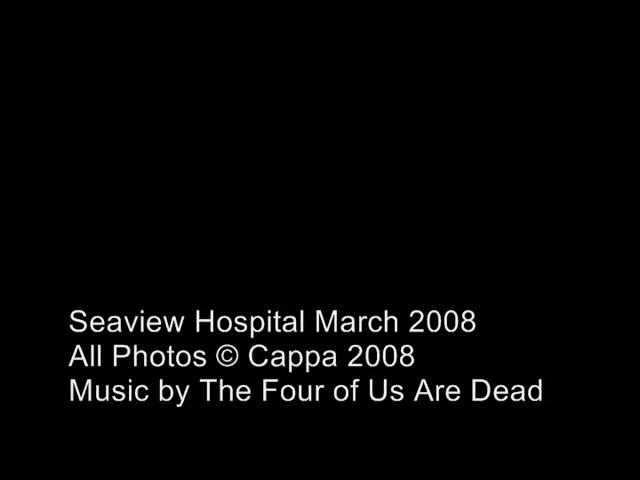 Seaview Hospital March 2008
All Photos © Cappa 2008
Music by The Four of Us Are Dead